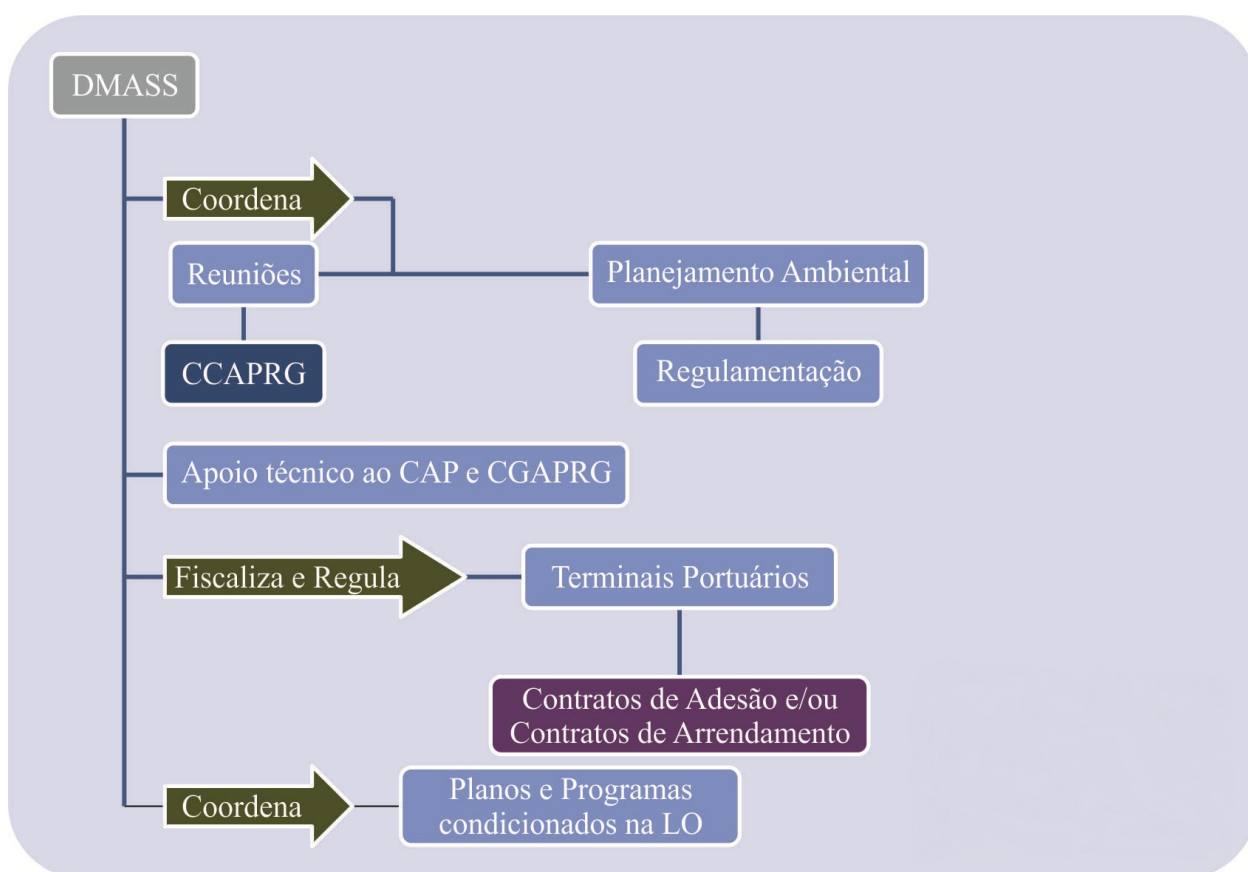 DMASS
Coordena
Reuniões
Planejamento Ambiental
CCAPRG
Regulamentação
Apoio técnico ao CAP e CGAPRG
Fiscaliza e Regula
Terminais Portuários
Contratos de Adesão e/ou
Contratos de Arrendamento
Coordena
Planos e Programas
condicionados na LO